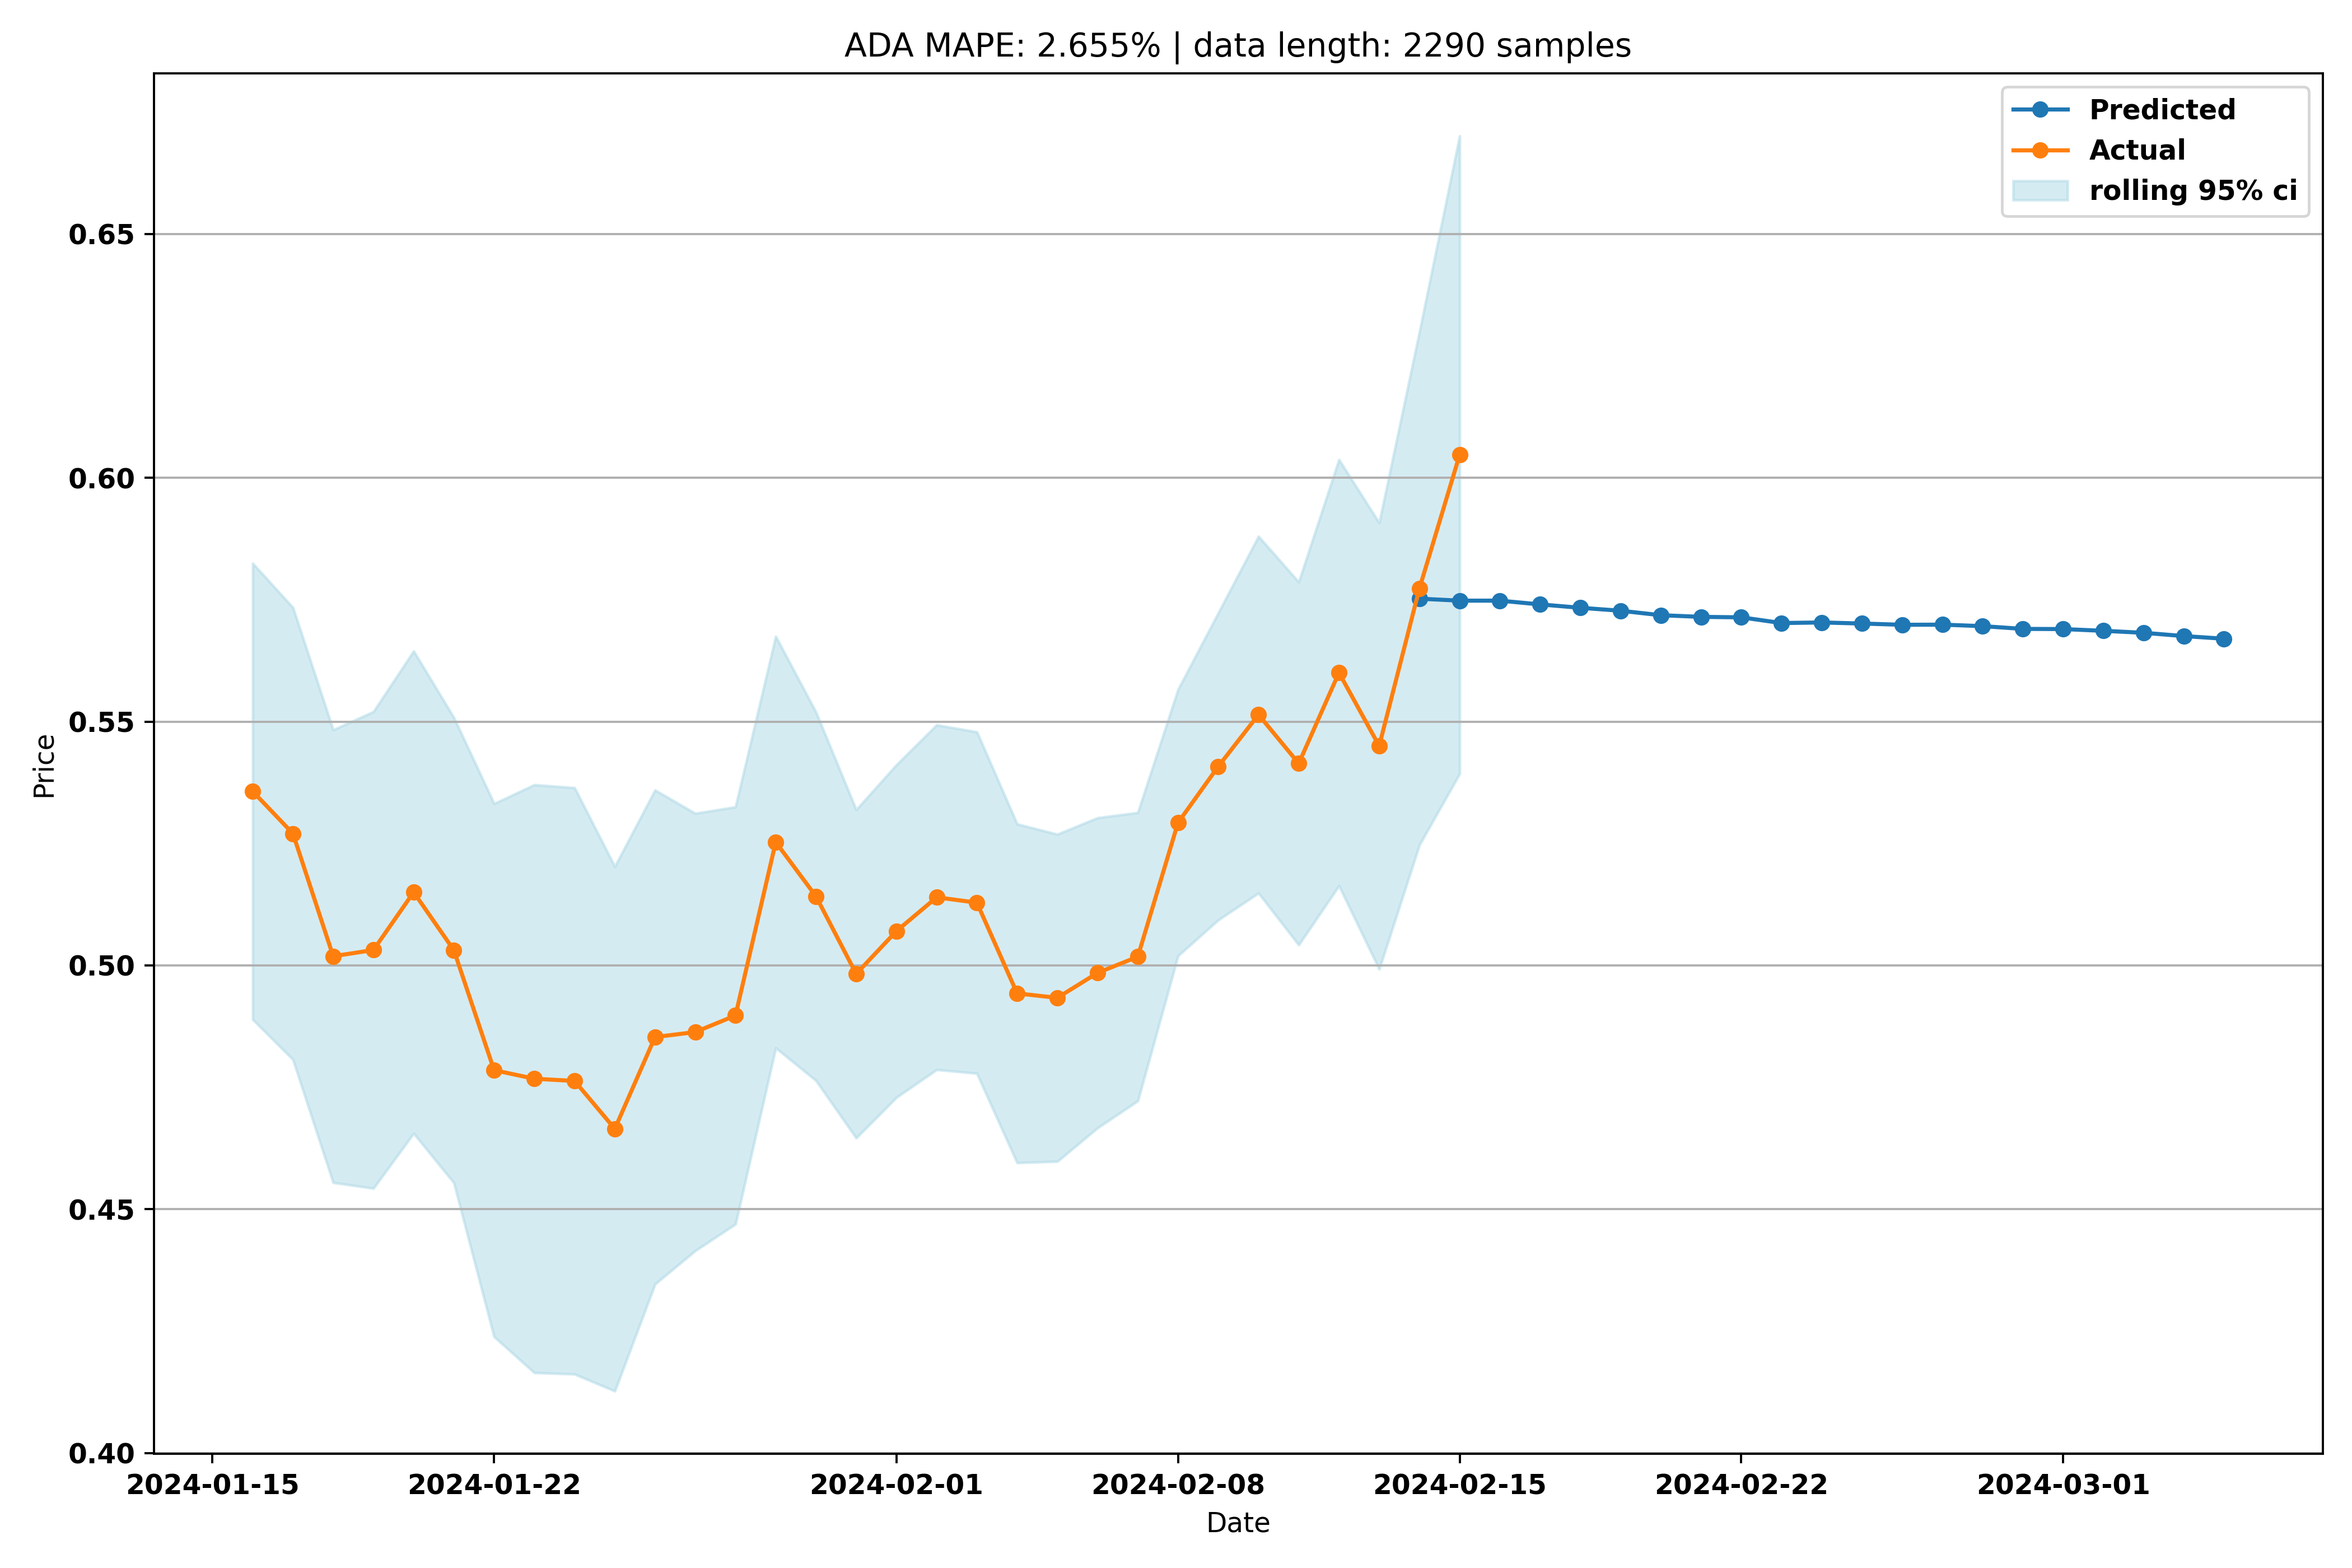 ADA MAPE: 2.655% | data length: 2290 samples
Predicted
Actual
rolling 95% ci
0.65
0.60
0.55
0.50
0.45
0.40
Price
2024-01-15 2024-01-22 2024-02-01 2024-02-08 2024-02-15 2024-02-22 2024-03-01
Date